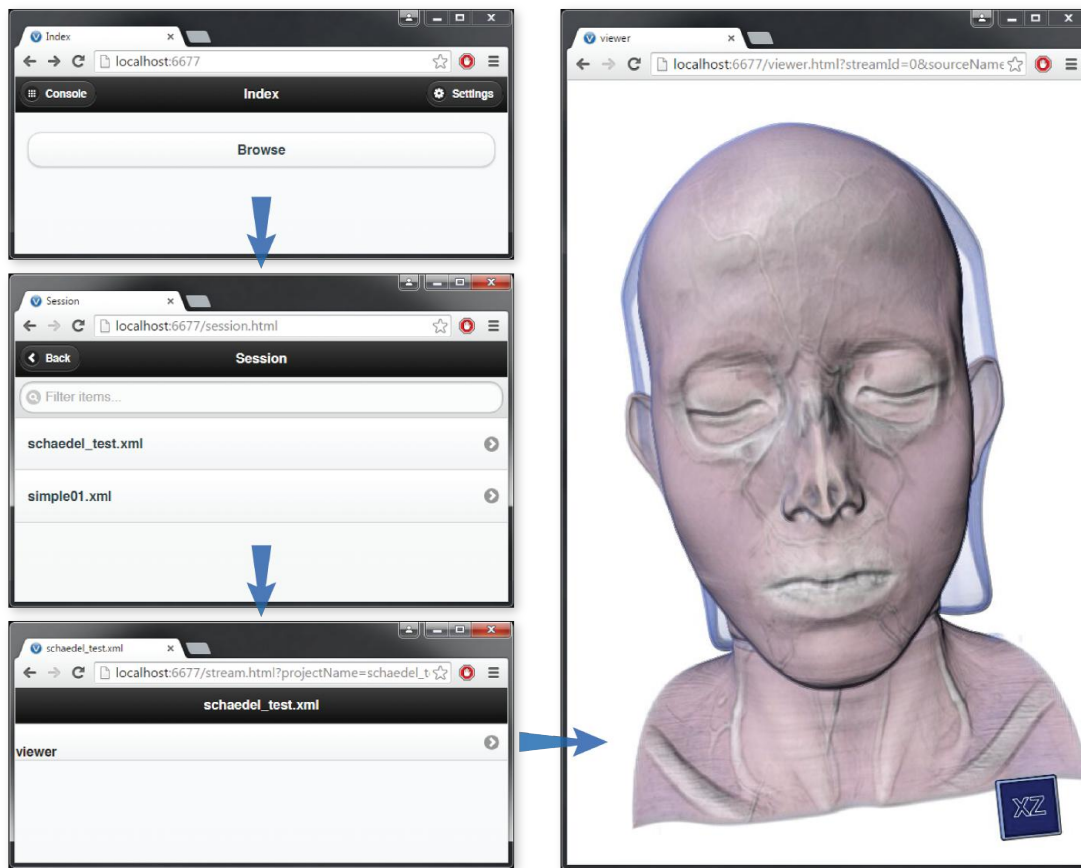 Index
localhost:6677
Console
Index
Settings
Browse
Session
localhost:6677/session.html
Back
Session
Filter items...
schaedel_test.xml
simple01.xml
schaedel_test.xml
localhost:6677/stream.html?projectName=schaedel_t
schaedel_test.xml
viewer
viewer
localhost:6677/viewer.html?streamId=0&sourceName
XZ